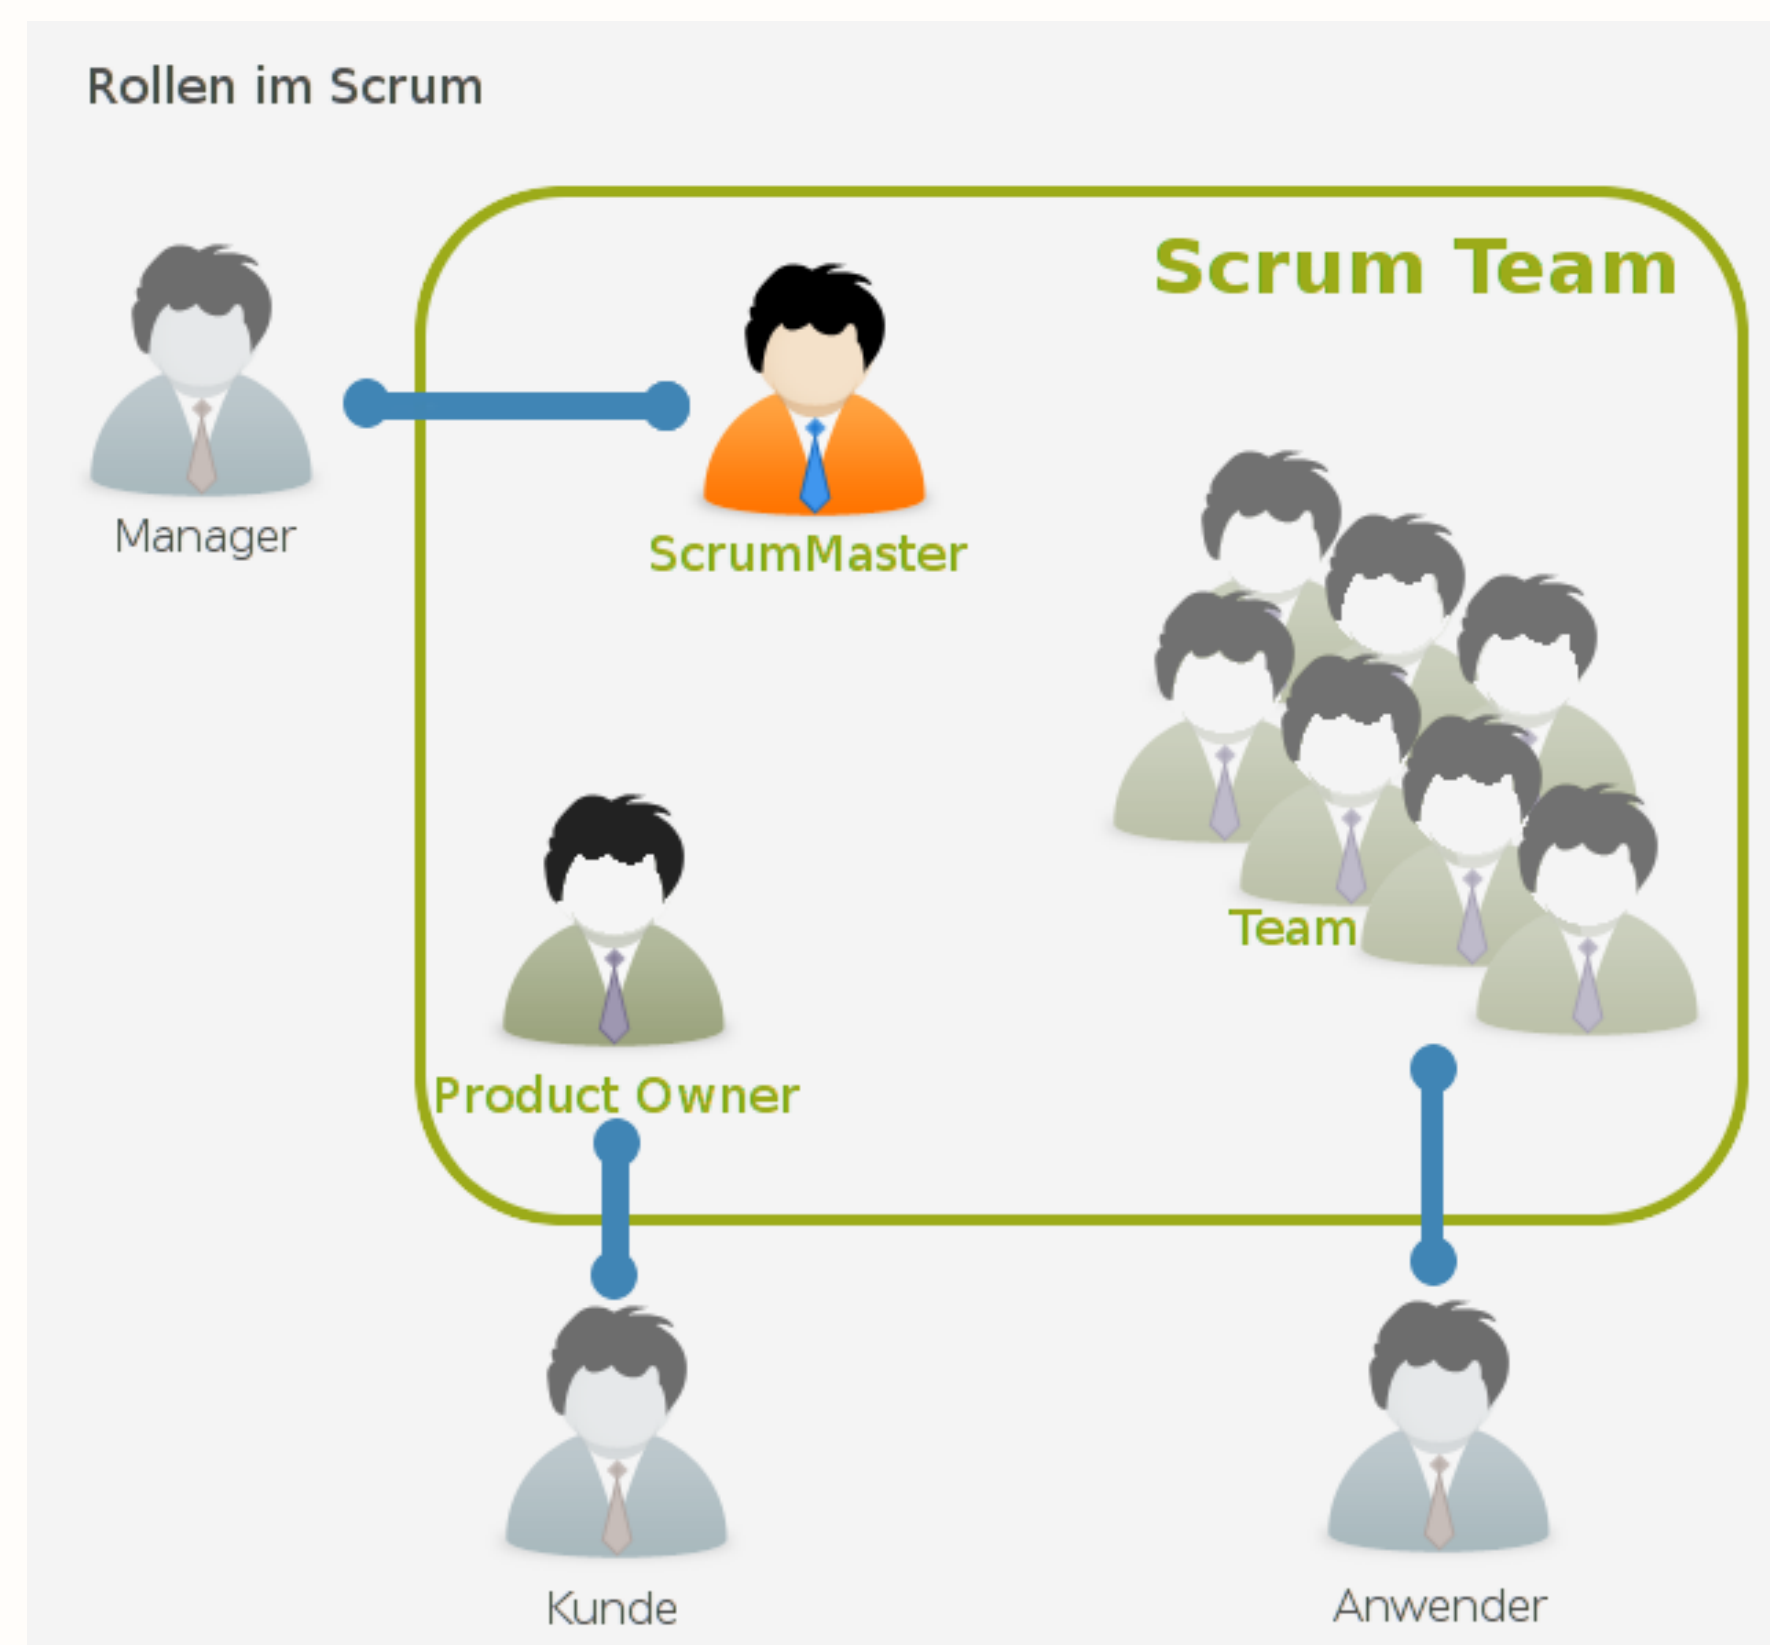 Rollen im Scrum
Scrum Team
Manager
ScrumMaster
Team
Product Owner
Kunde
Anwender